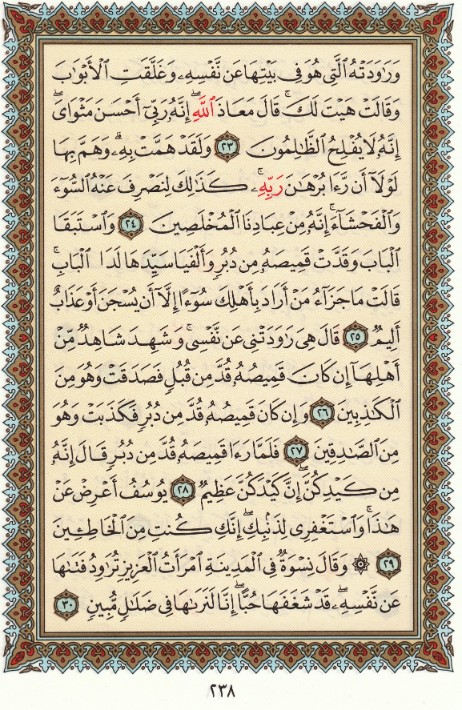 وَرَٰوَدَتْهُ ٱلَّتِى هُوَ فِى بَيْتِهَا عَن نَّفْسِهِۦ وَغَلَّقَتِ ٱلْأَبْوَٰبَ
وَقَالَتْ هَيْتَ لَكَ ۚ قَالَ مَعَاذَ ٱللَّهِ ۖ إِنَّهُۥ رَبِّىٓ أَحْسَنَ مَثْوَاىَ ۖ
إِنَّهُۥ لَا يُفْلِحُ ٱلظَّٰلِمُونَ ٢٣ وَلَقَدْ هَمَّتْ بِهِۦ ۖ وَهَمَّ بِهَا
لَوْلَآ أَن رَّءَا بُرْهَٰنَ رَبِّهِۦ ۚ كَذَٰلِكَ لِنَصْرِفَ عَنْهُ ٱلسُّوٓءَ
وَٱلْفَحْشَآءَ ۚ إِنَّهُۥ مِنْ عِبَادِنَا ٱلْمُخْلَصِينَ ٢٤ وَٱسْتَبَقَا
ٱلْبَابَ وَقَدَّتْ قَمِيصَهُۥ مِن دُبُرٍ وَأَلْفَيَا سَيِّدَهَا لَدَا ٱلْبَابِ ۚ
قَالَتْ مَا جَزَآءُ مَنْ أَرَادَ بِأَهْلِكَ سُوٓءًا إِلَّآ أَن يُسْجَنَ أَوْ عَذَابٌ
أَلِيمٌ ٢٥ قَالَ هِىَ رَٰوَدَتْنِى عَن نَّفْسِى ۚ وَشَهِدَ شَاهِدٌ مِّنْ
أَهْلِهَآ إِن كَانَ قَمِيصُهُۥ قُدَّ مِن قُبُلٍ فَصَدَقَتْ وَهُوَ مِنَ
ٱلْكَٰذِبِينَ ٢٦ وَإِن كَانَ قَمِيصُهُۥ قُدَّ مِن دُبُرٍ فَكَذَبَتْ وَهُوَ
مِنَ ٱلصَّٰدِقِينَ ٢٧ فَلَمَّا رَءَا قَمِيصَهُۥ قُدَّ مِن دُبُرٍ قَالَ إِنَّهُۥ
مِن كَيْدِكُنَّ ۖ إِنَّ كَيْدَكُنَّ عَظِيمٌ ٢٨ يُوسُفُ أَعْرِضْ عَنْ
هَٰذَا ۚ وَٱسْتَغْفِرِى لِذَنۢبِكِ ۖ إِنَّكِ كُنتِ مِنَ ٱلْخَاطِـِٔينَ
٢٩ ۞ وَقَالَ نِسْوَةٌ فِى ٱلْمَدِينَةِ ٱمْرَأَتُ ٱلْعَزِيزِ تُرَٰوِدُ فَتَىٰهَا
عَن نَّفْسِهِۦ ۖ قَدْ شَغَفَهَا حُبًّا ۖ إِنَّا لَنَرَىٰهَا فِى ضَلَٰلٍ مُّبِينٍ ٣٠
٢٣٨